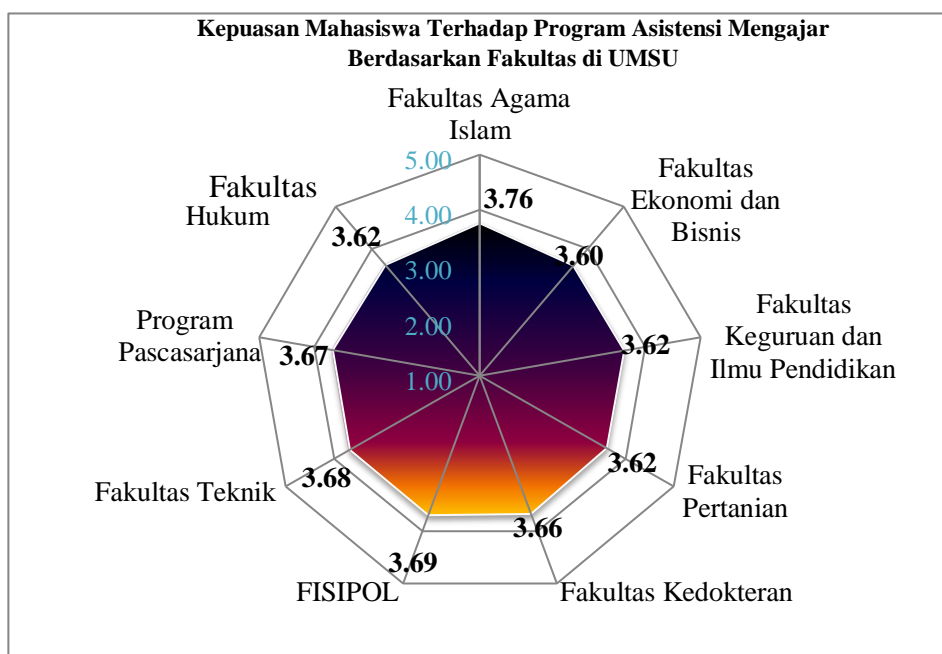 Kepuasan Mahasiswa Terhadap Program Asistensi Mengajar
Berdasarkan Fakultas di UMSU
Fakultas Agama
Islam
Fakultas
Ekonomi dan
Bisnis
Fakultas
Keguruan dan
Ilmu Pendidikan
Fakultas
Pertanian
Fakultas Kedokteran
FISIPOL
Fakultas Teknik
Program
Pascasarjana
Fakultas
Hukum
5.00
4.00
3.00
2.00
1.00
3.76
3.60
3.62
3.62
3.66
3.69
3.68
3.67
3.62